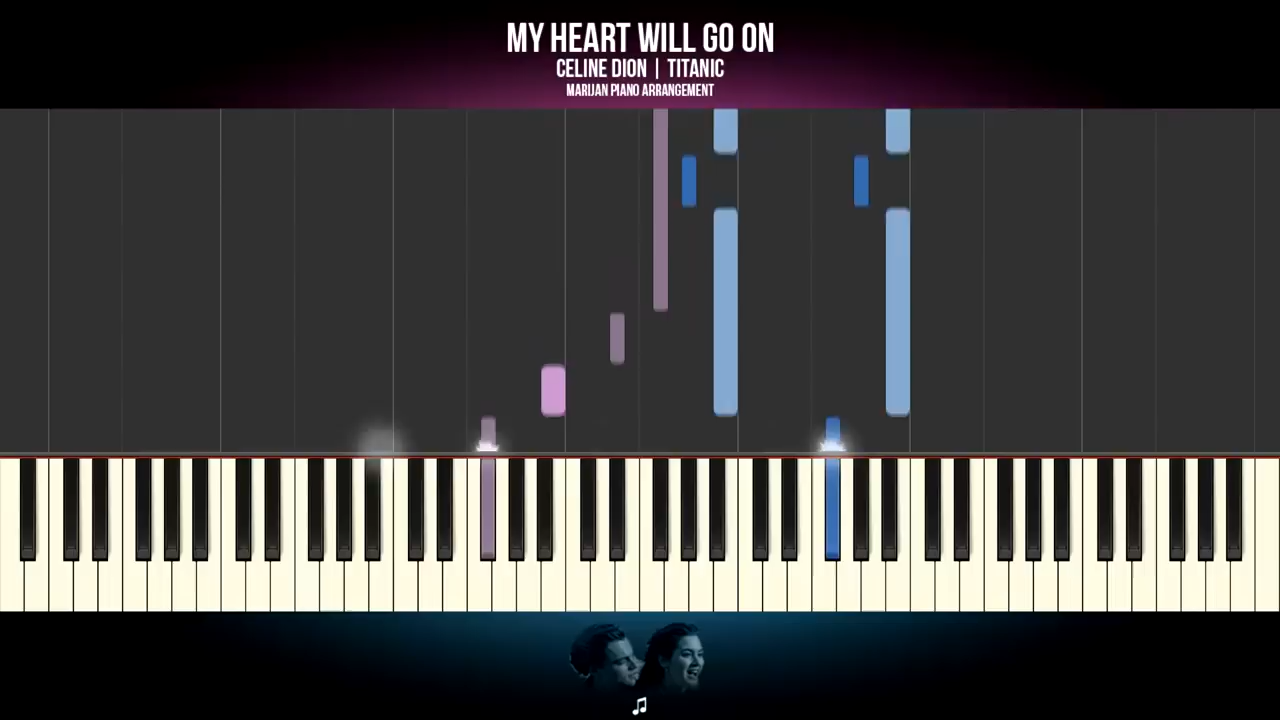 MY HEART WILL GO ON
CELINE DION | TITANIC
MARIJAN PIANO ARRANGEMENT